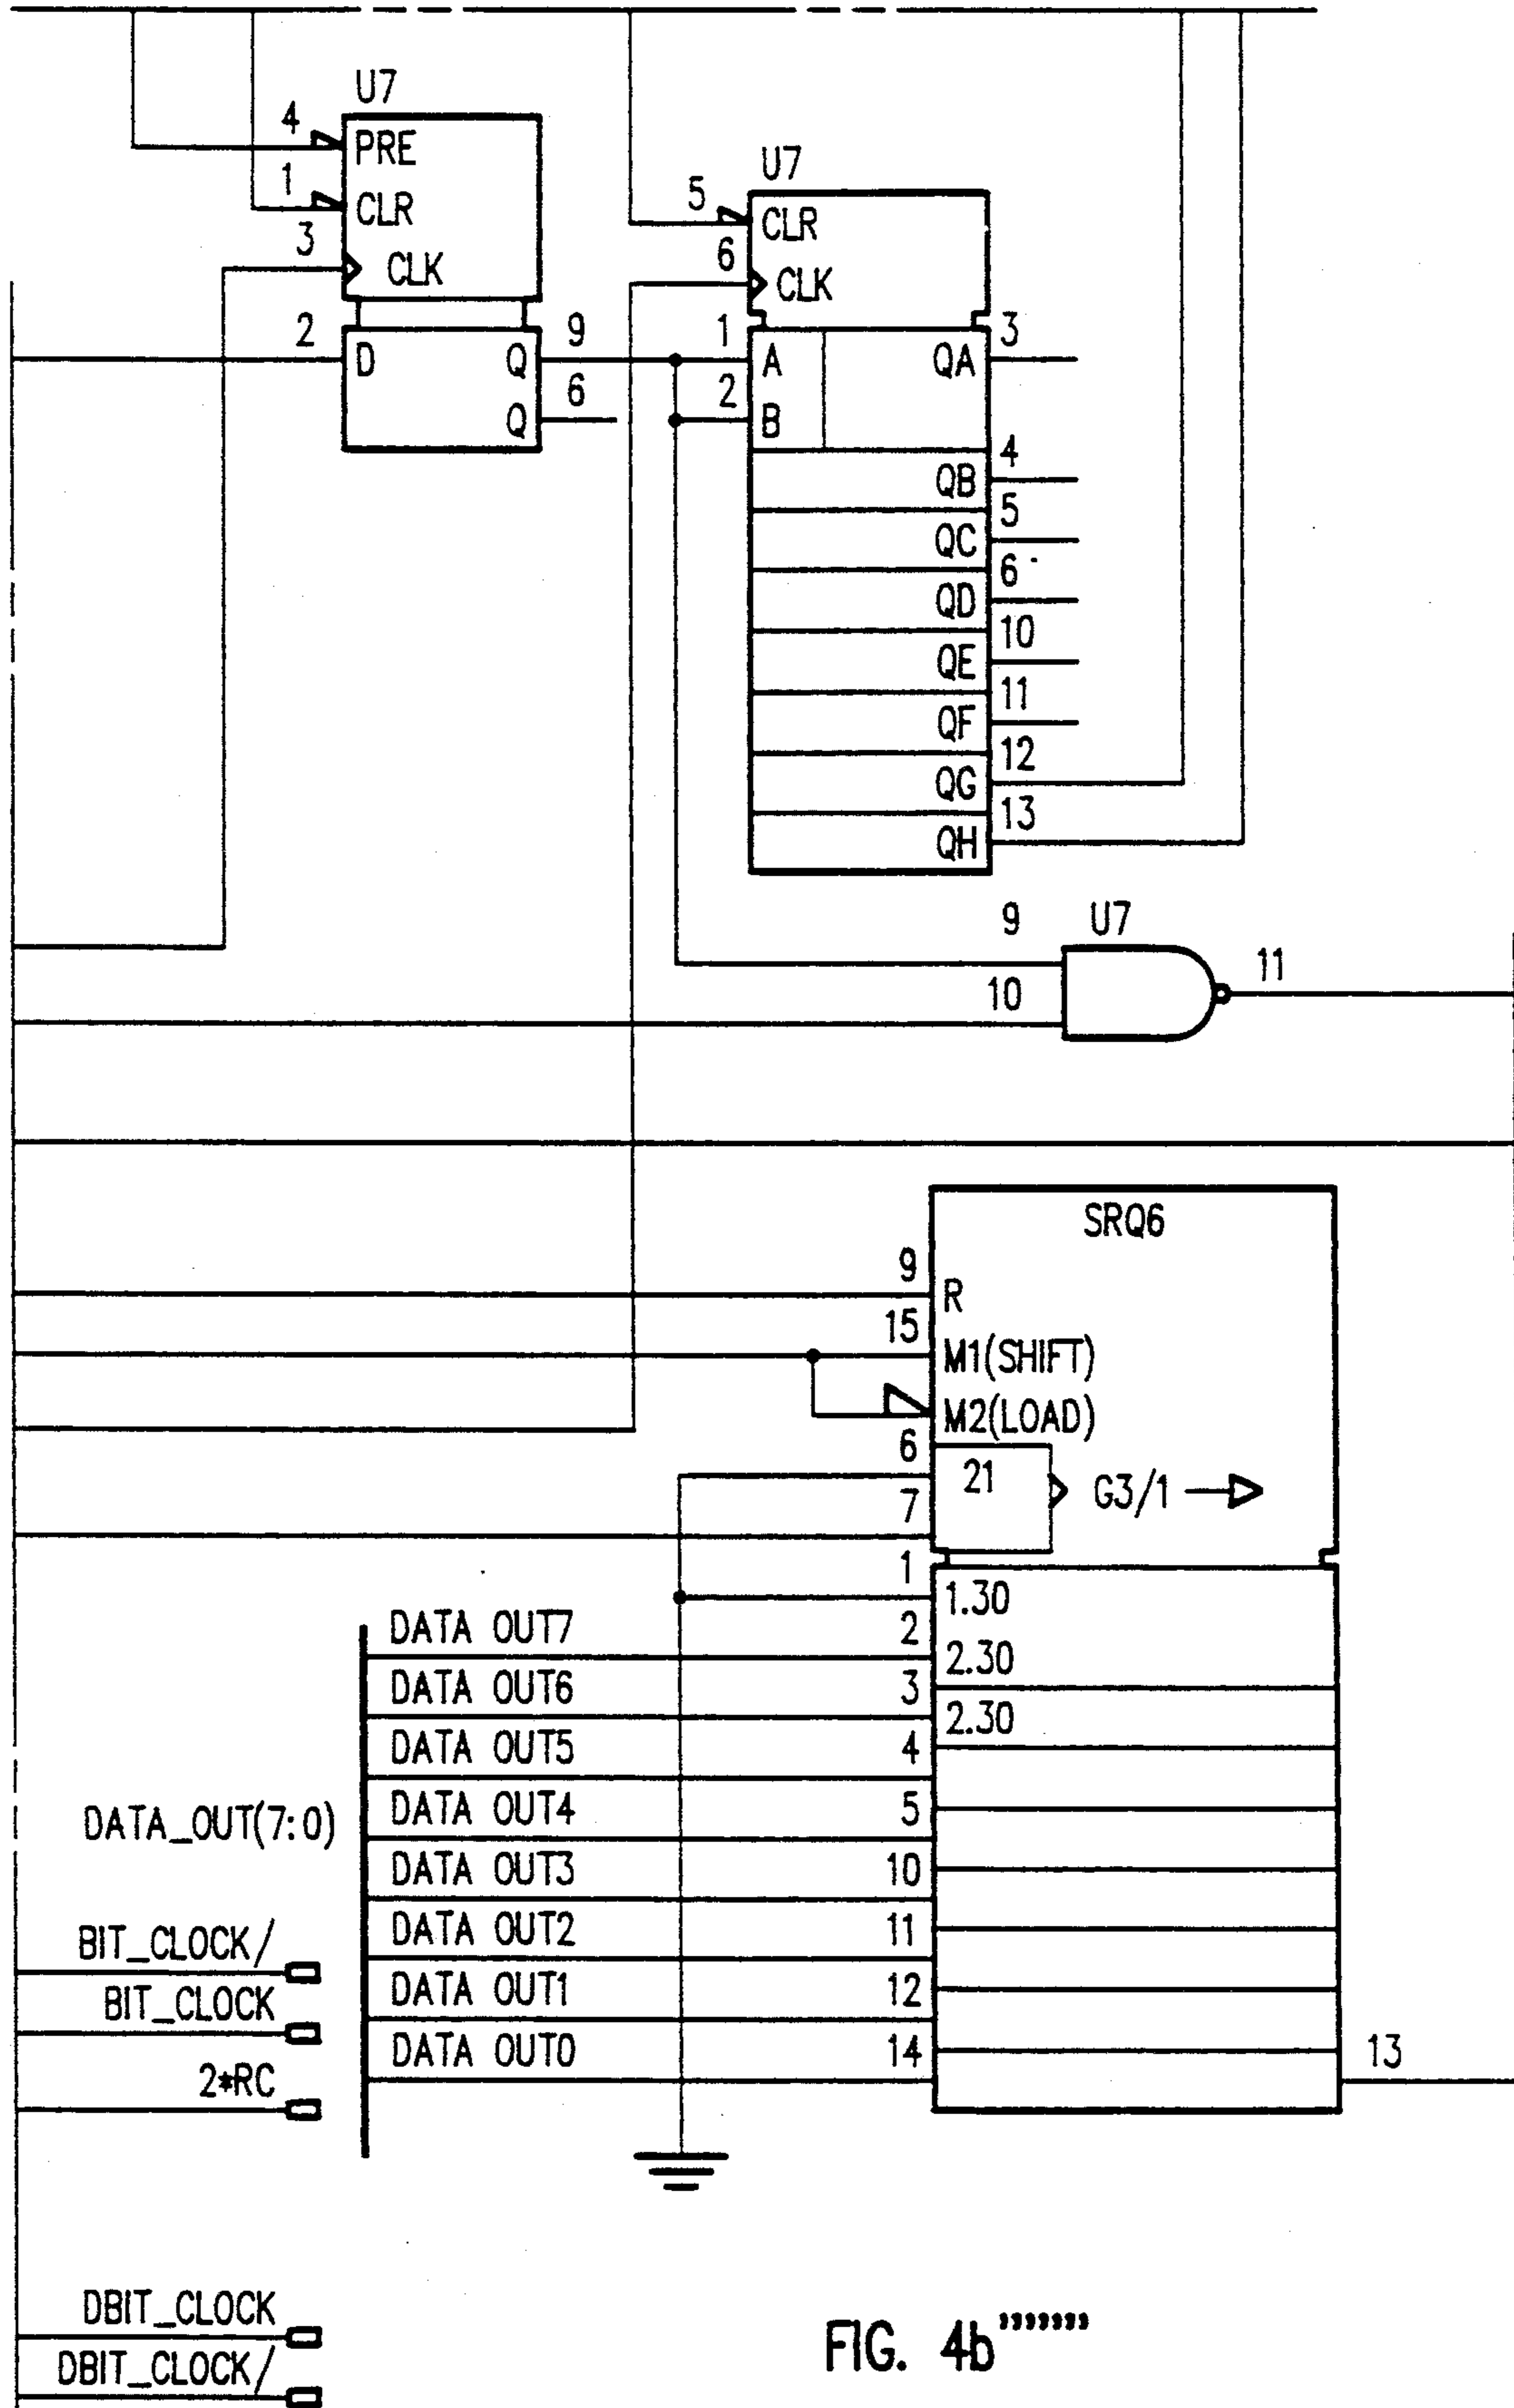 U7
4
PRE
1
CLR
3
CLK
2
D
Q
9
Q
6
U7
5
CLR
6
CLK
1
A
QA
3
2
B
4
QB
5
QC
6
QD
10
QE
11
QF
12
QG
13
QH
9
U7
10
11
SRQ6
9
R
15
M1(SHIFT)
M2(LOAD)
6
21
G3/1
7
1
1.30
DATA OUT7
2
2.30
DATA OUT6
3
2.30
DATA OUT5
4
DATA_OUT(7:0)
DATA OUT4
5
DATA OUT3
10
BIT_CLOCK/
DATA OUT2
11
BIT_CLOCK
DATA OUT1
12
2*RC
DATA OUT0
14
13
DBIT_CLOCK
DBIT_CLOCK/
FIG. 4b'''''''